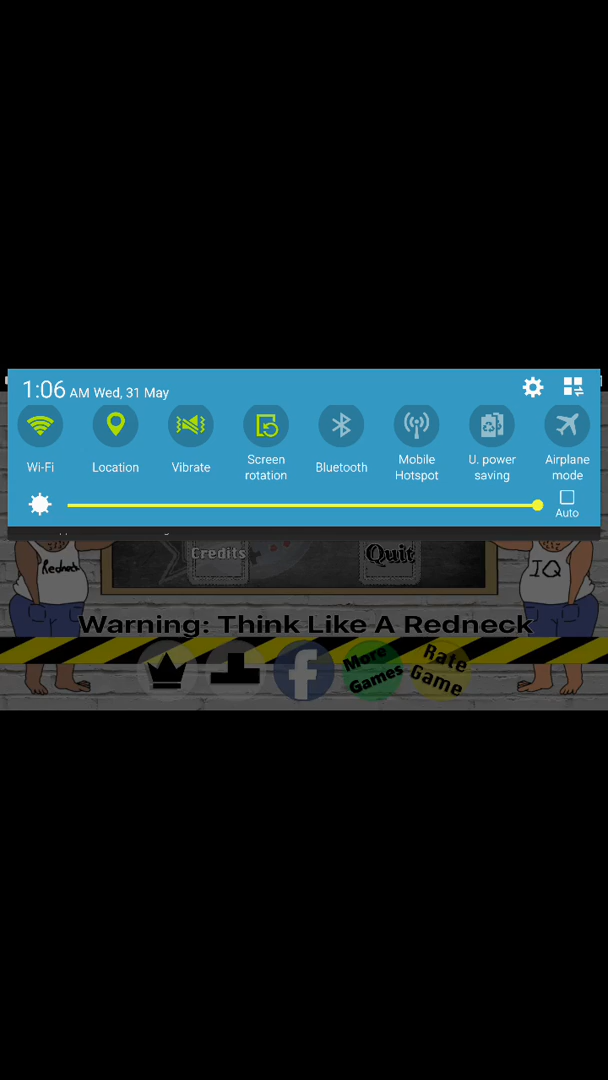 1:06 AM Wed, 31 May
Wi-Fi
Location
Vibrate
Screen
rotation
Bluetooth
Mobile
Hotspot
U. power
saving
Airplane
mode
Auto
Credits
Quit
Redneck
IQ
Warning: Think Like A Redneck
More
Games
Rate
Game